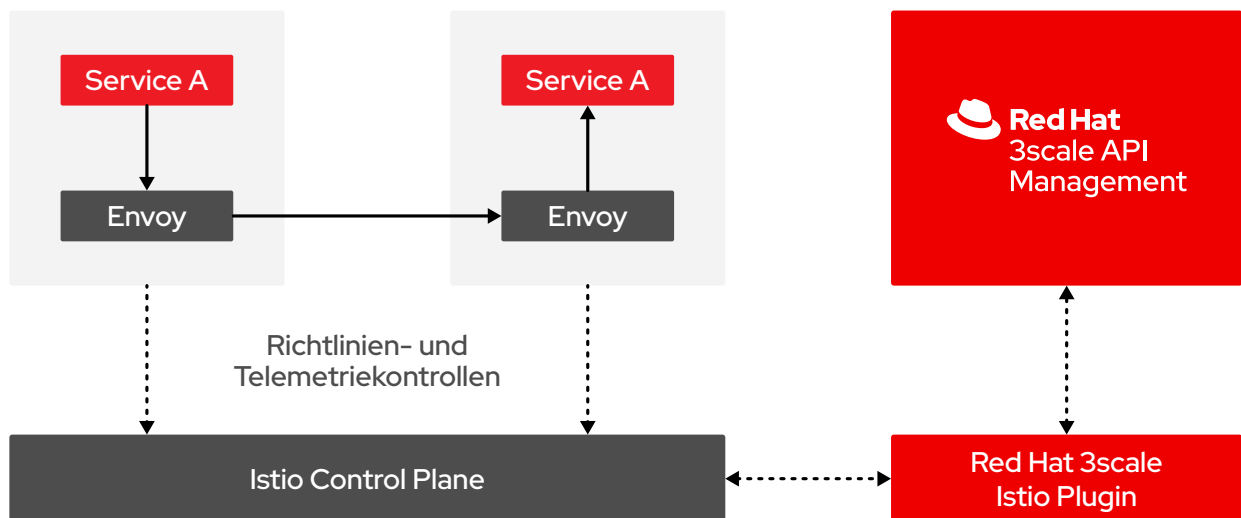 Service A
Service A
Red Hat
3scale API
Management
Envoy
Envoy
Richtlinien- und
Telemetriekontrollen
Istio Control Plane
Red Hat 3scale
Istio Plugin